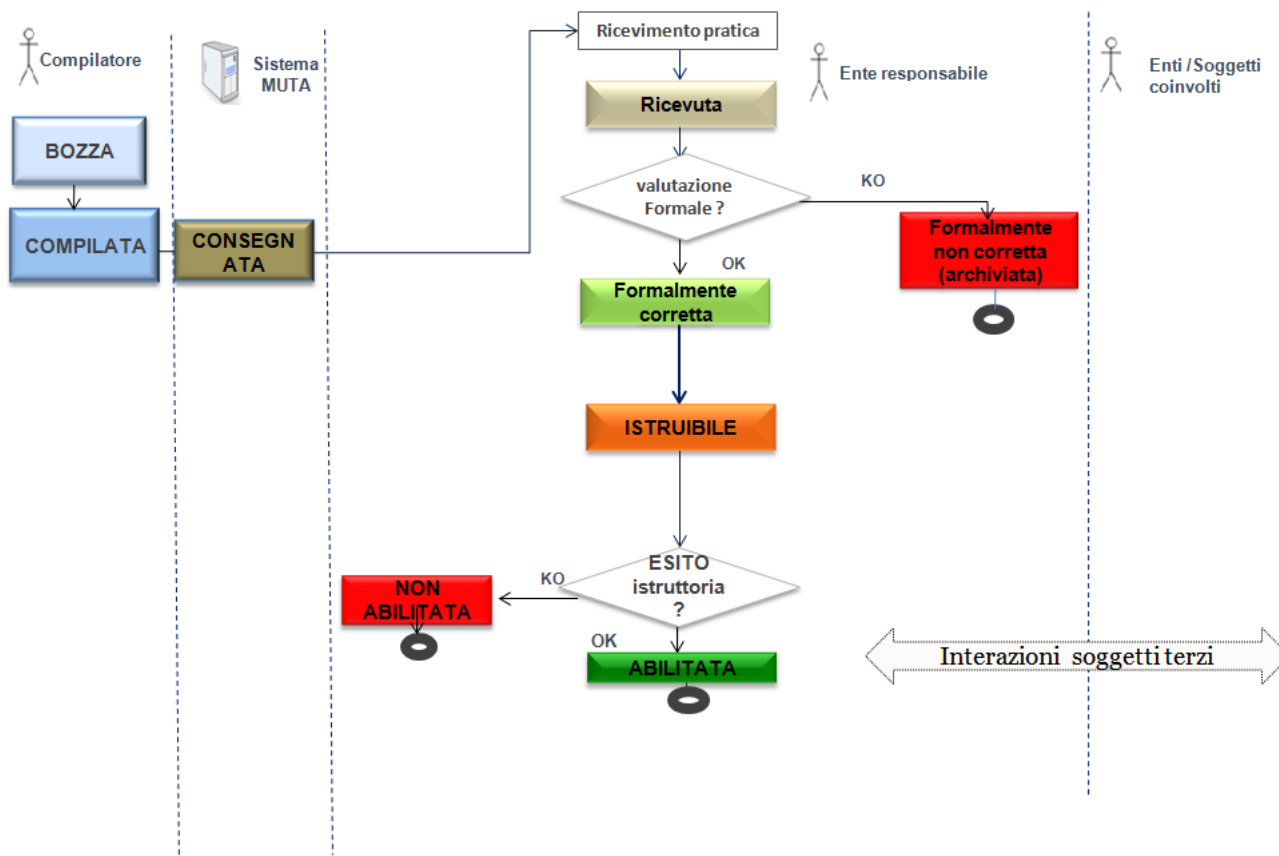 Ricevimento pratica
Compilatore
Sistema
MUTA
Ente responsabile
Enti / Soggetti
coinvolti
Ricevuta
BOZZA
valutazione
Formale ?
KO
COMPILATA
CONSEGN
ATA
Formalmente
non corretta
(archiviata)
OK
Formalmente
corretta
ISTRUIBILE
ESITO
istruttoria
?
KO
NON
ABILITATA
OK
ABILITATA
Interazioni soggetti terzi